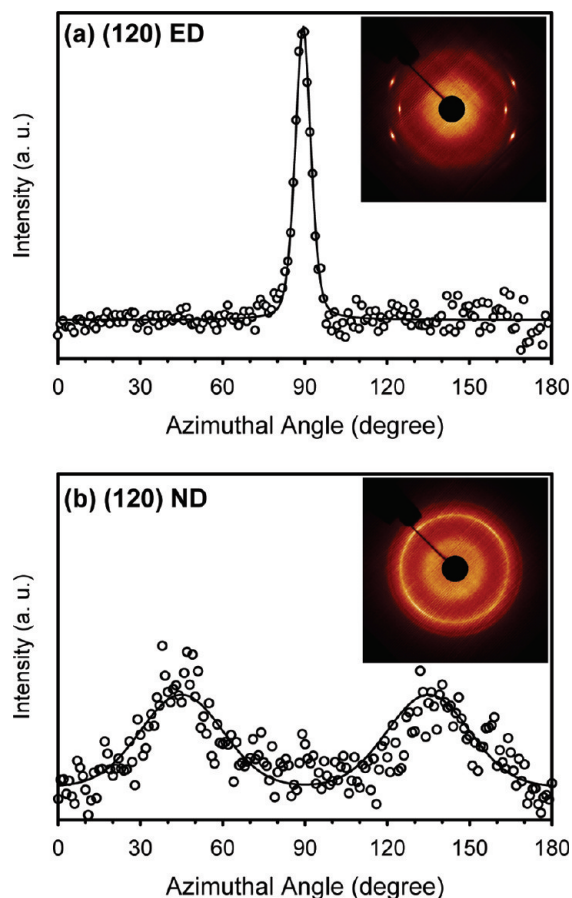 (a) (120) ED
Intensity (a. u.)
0 30 60 90 120 150 180
Azimuthal Angle (degree)
(b) (120) ND
Intensity (a. u.)
0 30 60 90 120 150 180
Azimuthal Angle (degree)